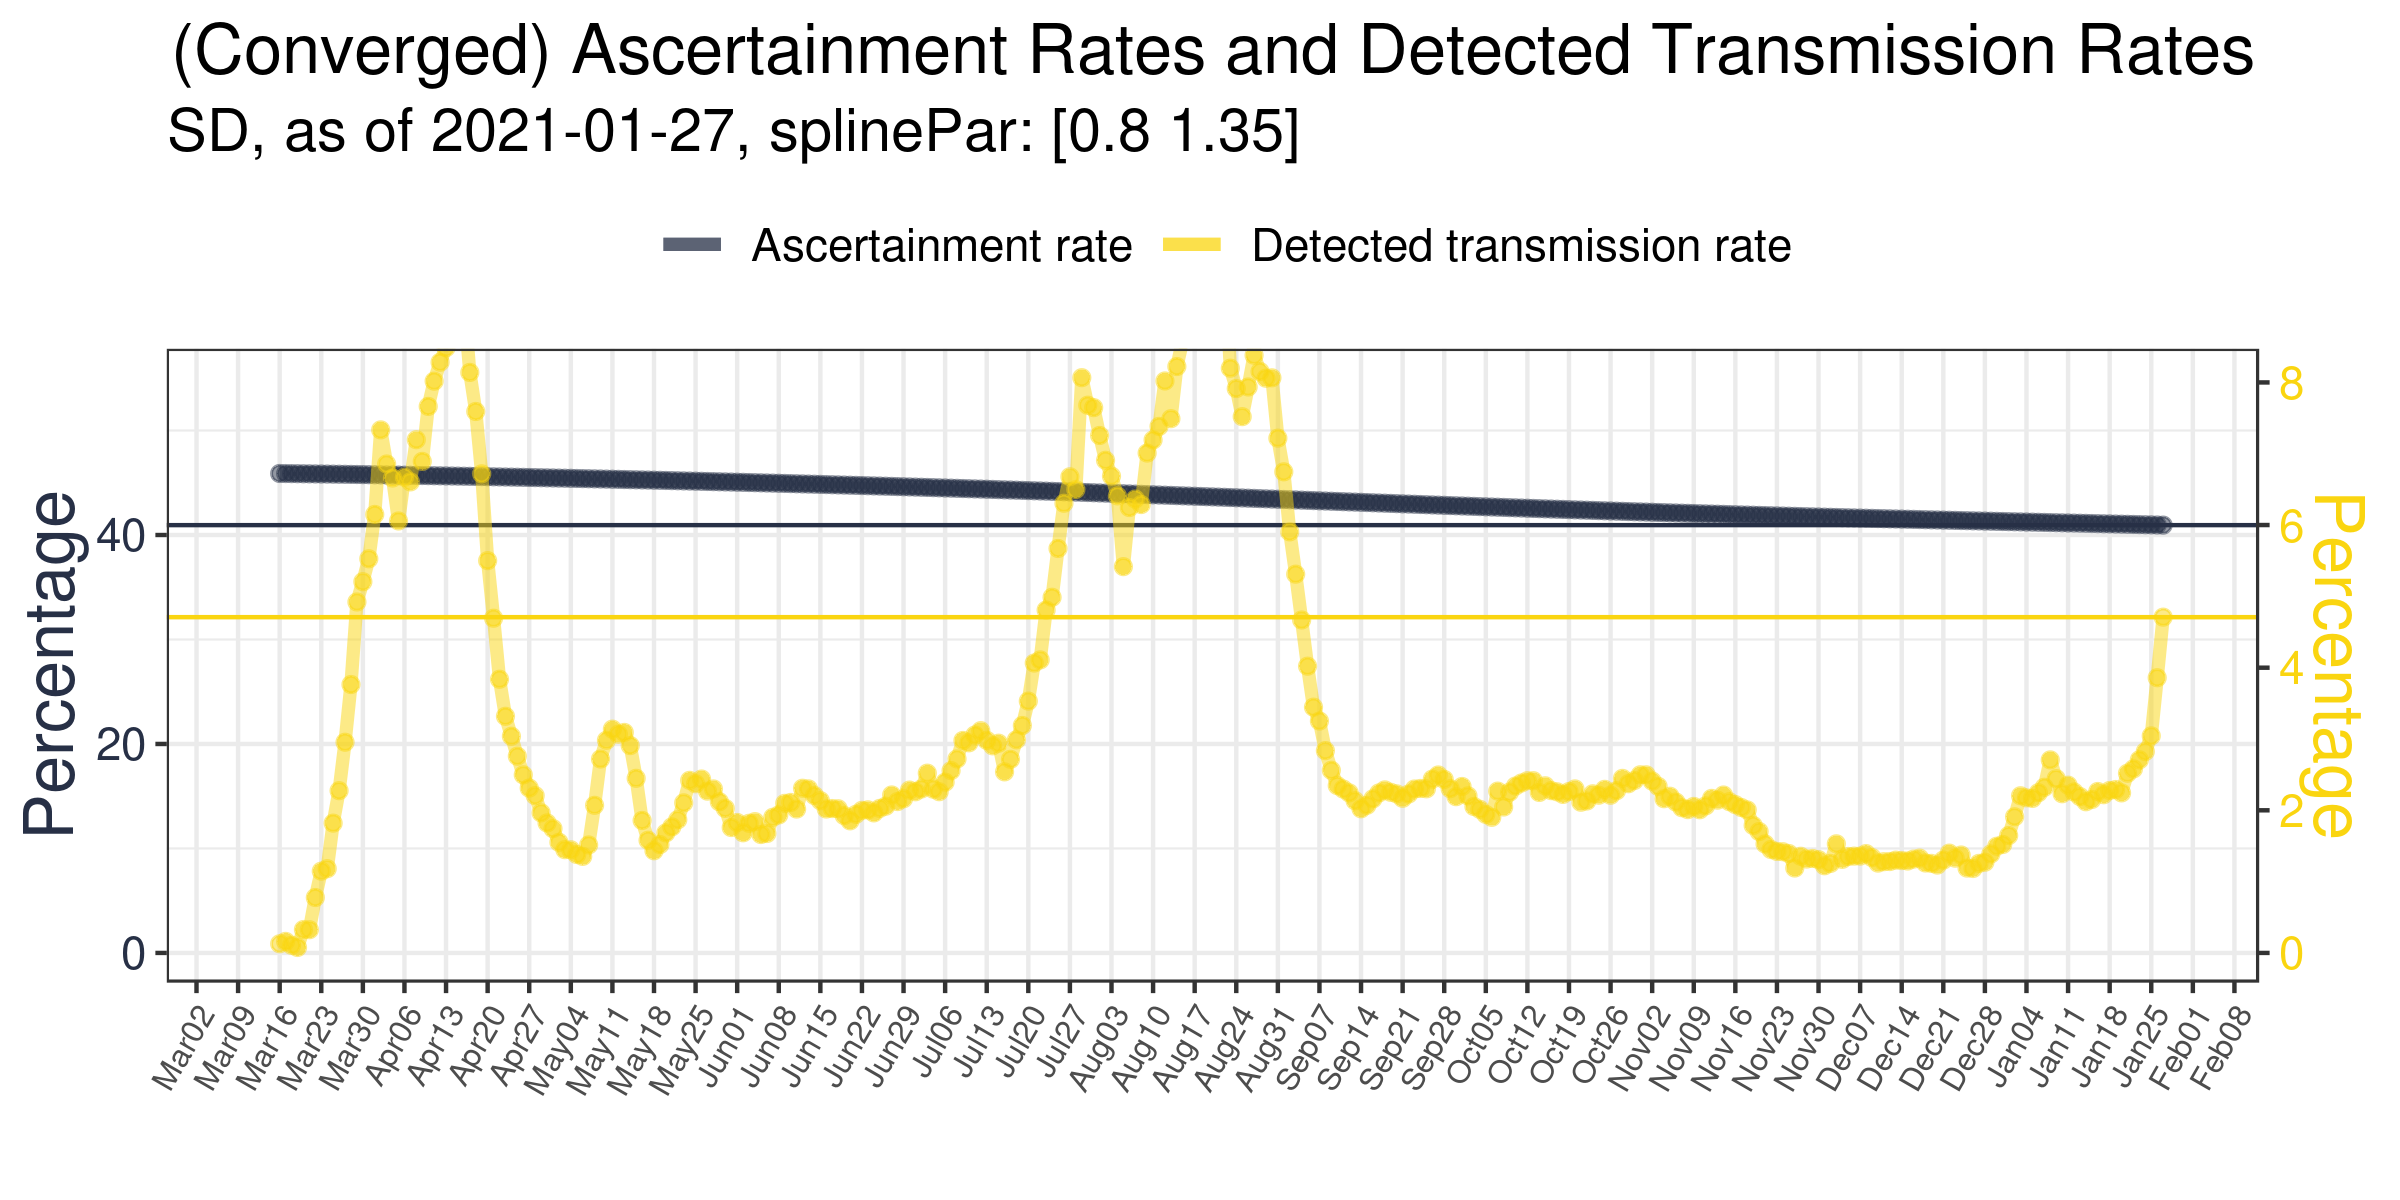 (Converged) Ascertainment Rates and Detected Transmission Rates
SD, as of 2021-01-27, splinePar: [0.8 1.35]
Ascertainment rate Detected transmission rate
Percentage
40
20
0
8
6
4
2
0
Percentage
Mar02 Mar09 Mar16 Mar23 Mar30 Apr06 Apr13 Apr20 Apr27 May04 May11 May18 May25 Jun01 Jun08 Jun15 Jun22 Jun29 Jul06 Jul13 Jul20 Jul27 Aug03 Aug10 Aug17 Aug24 Aug31 Sep07 Sep14 Sep21 Sep28 Oct05 Oct12 Oct19 Oct26 Nov02 Nov09 Nov16 Nov23 Nov30 Dec07 Dec14 Dec21 Dec28 Jan04 Jan11 Jan18 Jan25 Feb01 Feb08